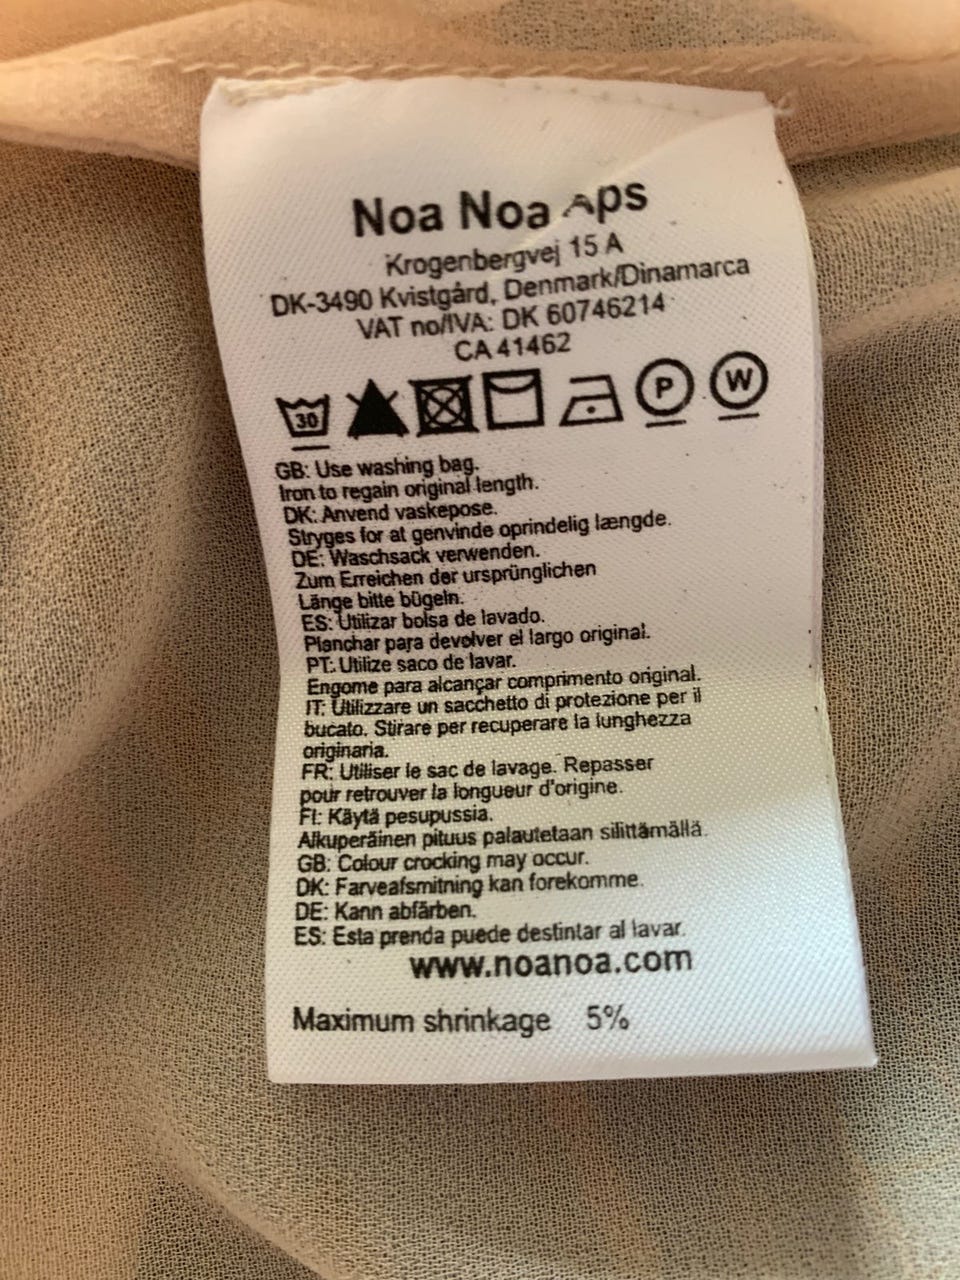 Noa Noa Aps
Krogenbergvej 15 A
DK-3490 Kvistgård, Denmark/Dinamarca
VAT no/IVA: DK 60746214
CA 41462
30 P W
GB: Use washing bag.
Iron to regain original length.
DK: Anvend vaskepose.
Stryges for at genvinde oprindelig længde.
DE: Waschsack verwenden.
Zum Erreichen der ursprünglichen
Länge bitte bügeln.
ES: Utilizar bolsa de lavado.
Planchar para devolver el largo original.
PT: Utilize saco de lavar.
Engome para alcançar comprimento original.
IT: Utilizzare un sacchetto di protezione per il
bucato. Stirare per recuperare la lunghezza
originaria.
FR: Utiliser le sac de lavage. Repasser
pour retrouver la longueur d'origine.
FI: Käytä pesupussia.
Alkuperäinen pituus palautetaan silittämällä.
GB: Colour crocking may occur.
DK: Farveafsmitning kan forekomme.
DE: Kann abfärben.
ES: Esta prenda puede destintar al lavar.
www.noanoa.com
Maximum shrinkage 5%